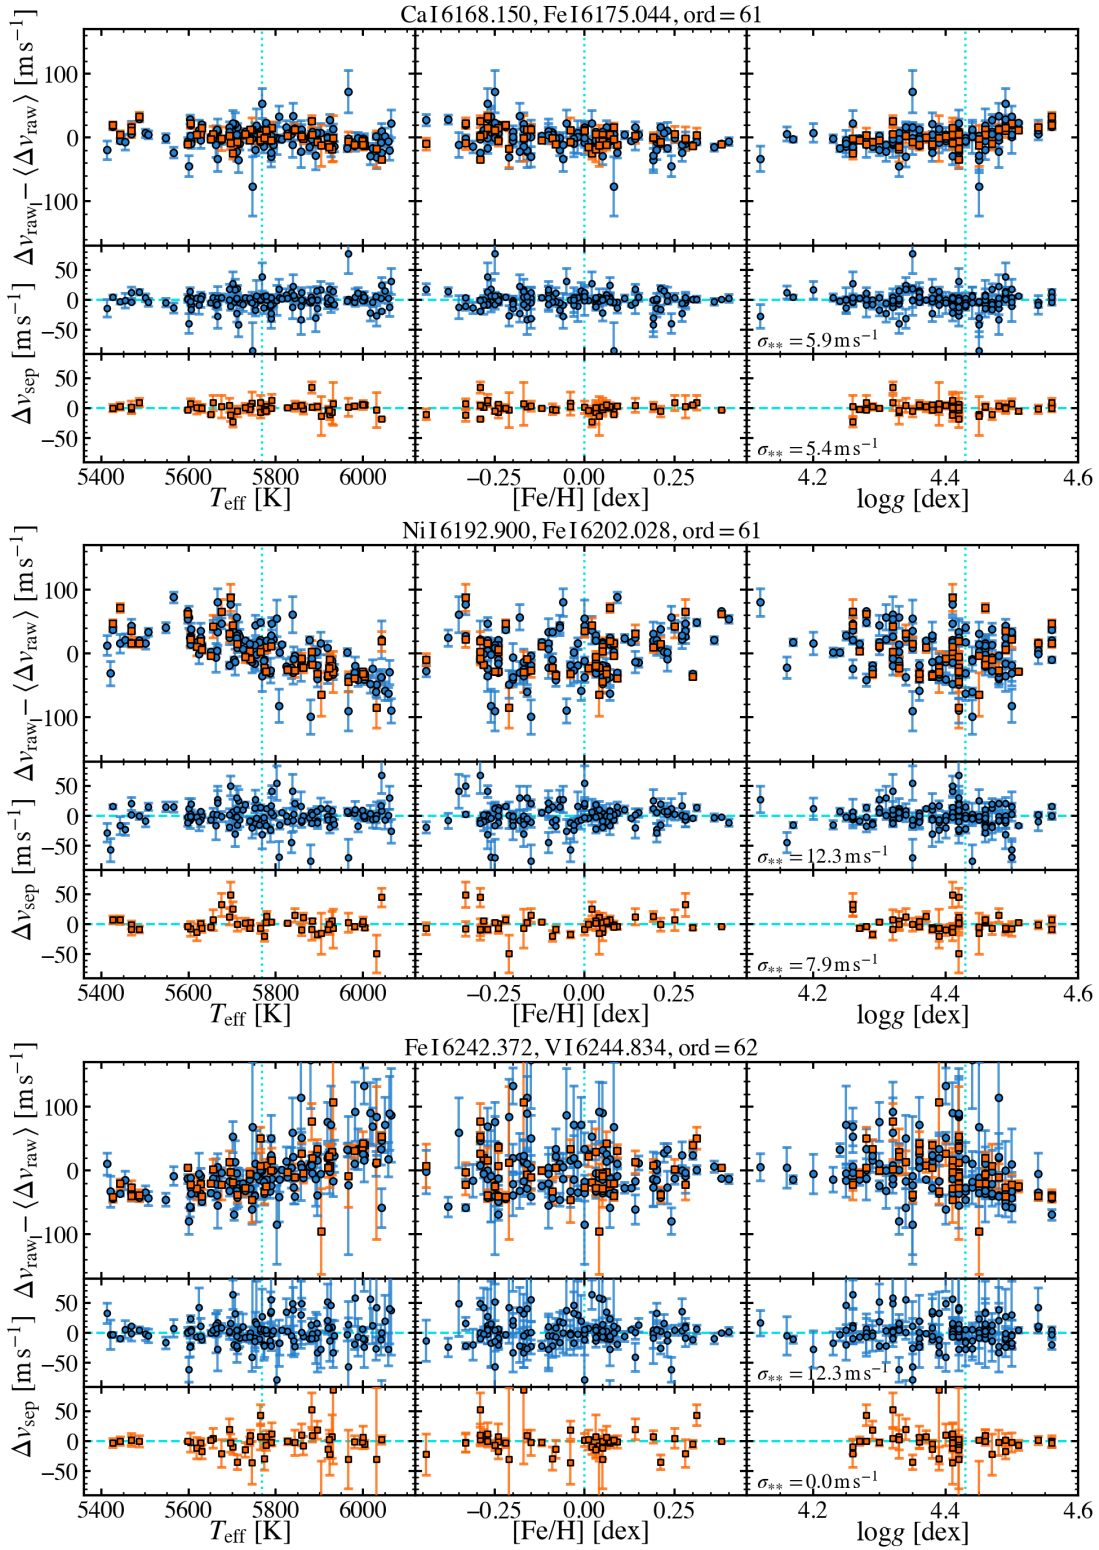 Ca I 6168.150, Fe I 6175.044, ord = 61
Δv_raw,l − ⟨Δv_raw⟩ [m s⁻¹]
100
0
−100
Δv_sep [m s⁻¹]
50
0
−50
σ** = 5.9 m s⁻¹
50
0
−50
σ** = 5.4 m s⁻¹
5400 5600 5800 6000 −0.25 0.00 0.25 4.2 4.4 4.6
T_eff [K] [Fe/H] [dex] log g [dex]
Ni I 6192.900, Fe I 6202.028, ord = 61
Δv_raw,l − ⟨Δv_raw⟩ [m s⁻¹]
100
0
−100
Δv_sep [m s⁻¹]
50
0
−50
σ** = 12.3 m s⁻¹
50
0
−50
σ** = 7.9 m s⁻¹
5400 5600 5800 6000 −0.25 0.00 0.25 4.2 4.4 4.6
T_eff [K] [Fe/H] [dex] log g [dex]
Fe I 6242.372, V I 6244.834, ord = 62
Δv_raw,l − ⟨Δv_raw⟩ [m s⁻¹]
100
0
−100
Δv_sep [m s⁻¹]
50
0
−50
σ** = 12.3 m s⁻¹
50
0
−50
σ** = 0.0 m s⁻¹
5400 5600 5800 6000 −0.25 0.00 0.25 4.2 4.4 4.6
T_eff [K] [Fe/H] [dex] log g [dex]